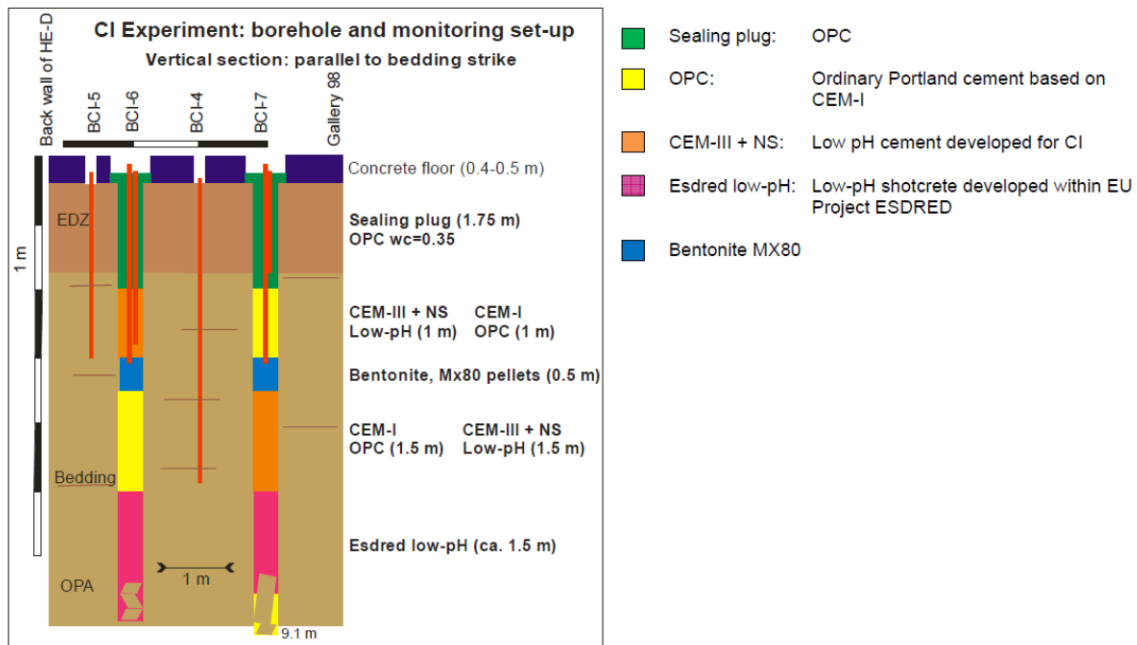 CI Experiment: borehole and monitoring set-up
Vertical section: parallel to bedding strike
Back wall of HE-D
BCI-5
BCI-6
BCI-4
BCI-7
Gallery 98
Concrete floor (0.4-0.5 m)
EDZ
Sealing plug (1.75 m)
OPC wc=0.35
1 m
CEM-III + NS CEM-I
Low-pH (1 m) OPC (1 m)
Bentonite, Mx80 pellets (0.5 m)
CEM-I CEM-III + NS
OPC (1.5 m) Low-pH (1.5 m)
Bedding
Esdred low-pH (ca. 1.5 m)
1 m
OPA
9.1 m
Sealing plug: OPC
OPC: Ordinary Portland cement based on
CEM-I
CEM-III + NS: Low pH cement developed for CI
Esdred low-pH: Low-pH shotcrete developed within EU
Project ESDRED
Bentonite MX80